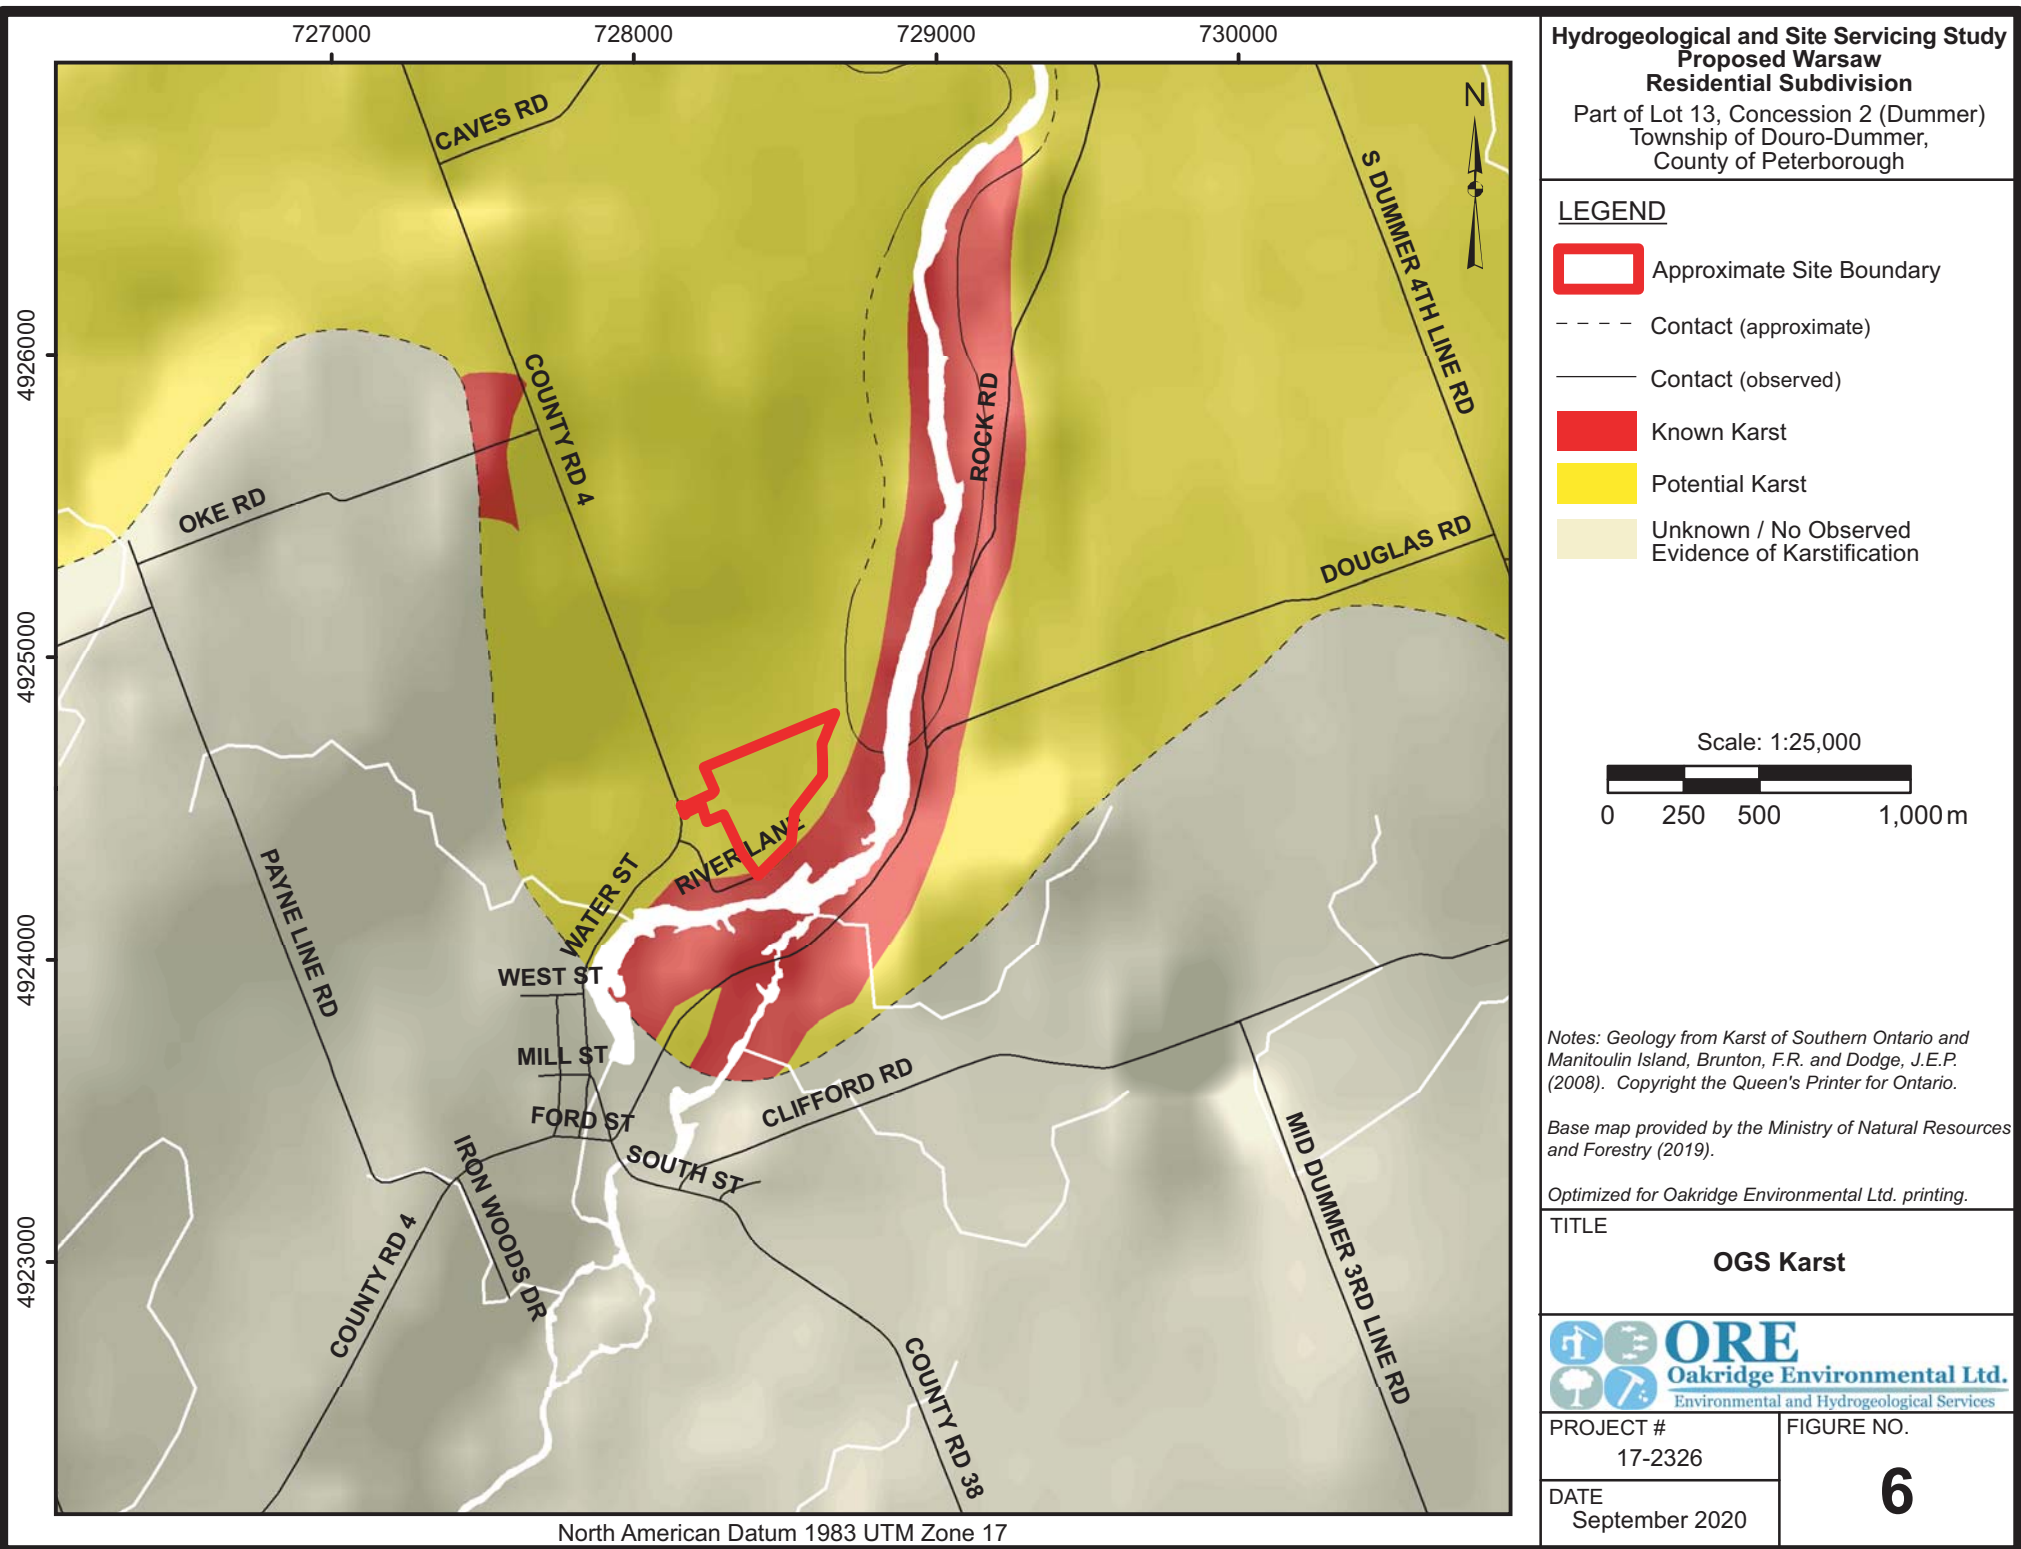 727000
728000
729000
730000
4926000
4925000
4924000
4923000
N
CAVES RD
COUNTY RD 4
S DUMMER 4TH LINE RD
ROCK RD
OKE RD
DOUGLAS RD
PAYNE LINE RD
RIVER LANE
WATER ST
WEST ST
MILL ST
FORD ST
SOUTH ST
CLIFFORD RD
IRON WOODS DR
COUNTY RD 4
MID DUMMER 3RD LINE RD
COUNTY RD 38
North American Datum 1983 UTM Zone 17
Hydrogeological and Site Servicing Study
Proposed Warsaw
Residential Subdivision
Part of Lot 13, Concession 2 (Dummer)
Township of Douro-Dummer,
County of Peterborough
LEGEND
Approximate Site Boundary
Contact (approximate)
Contact (observed)
Known Karst
Potential Karst
Unknown / No Observed
Evidence of Karstification
Scale: 1:25,000
0 250 500 1,000 m
Notes: Geology from Karst of Southern Ontario and
Manitoulin Island, Brunton, F.R. and Dodge, J.E.P.
(2008). Copyright the Queen's Printer for Ontario.
Base map provided by the Ministry of Natural Resources
and Forestry (2019).
Optimized for Oakridge Environmental Ltd. printing.
TITLE
OGS Karst
ORE
Oakridge Environmental Ltd.
Environmental and Hydrogeological Services
PROJECT #
17-2326
FIGURE NO.
6
DATE
September 2020